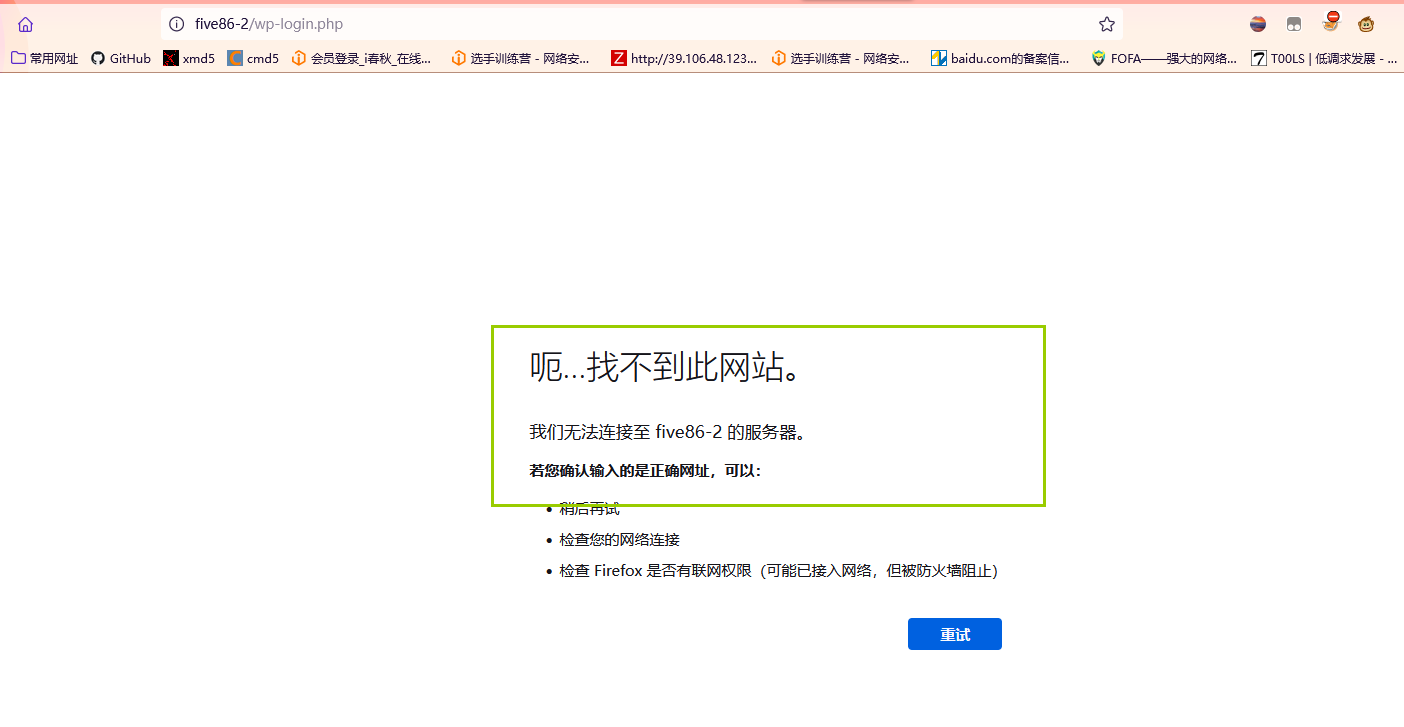 five86-2/wp-login.php
常用网址 GitHub xmd5 cmd5 会员登录_i春秋_在线... 选手训练营 - 网络安... http://39.106.48.123... 选手训练营 - 网络安... baidu.com的备案信... FOFA——强大的网络... T00LS | 低调求发展 - ...
呃...找不到此网站。
我们无法连接至 five86-2 的服务器。
若您确认输入的是正确网址，可以：
• 稍后再试
• 检查您的网络连接
• 检查 Firefox 是否有联网权限（可能已接入网络，但被防火墙阻止）
重试